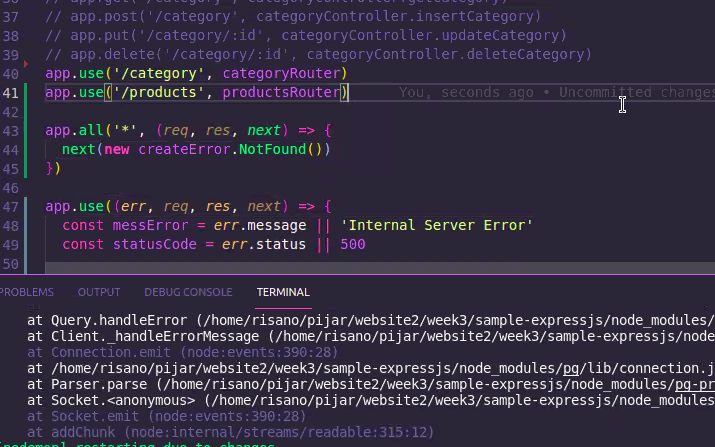 37 // app.post('/category', categoryController.insertCategory)
38 // app.put('/category/:id', categoryController.updateCategory)
39 // app.delete('/category/:id', categoryController.deleteCategory)
40 app.use('/category', categoryRouter)
41 app.use('/products', productsRouter) You, seconds ago • Uncommitted changes
42
43 app.all('*', (req, res, next) => {
44 next(new createError.NotFound())
45 })
46
47 app.use((err, req, res, next) => {
48 const messError = err.message || 'Internal Server Error'
49 const statusCode = err.status || 500
50
PROBLEMS OUTPUT DEBUG CONSOLE TERMINAL
at Query.handleError (/home/risano/pijar/website2/week3/sample-expressjs/node_modules/
at Client._handleErrorMessage (/home/risano/pijar/website2/week3/sample-expressjs/nod
at Connection.emit (node:events:390:28)
at /home/risano/pijar/website2/week3/sample-expressjs/node_modules/pg/lib/connection.j
at Parser.parse (/home/risano/pijar/website2/week3/sample-expressjs/node_modules/pg-pr
at Socket.<anonymous> (/home/risano/pijar/website2/week3/sample-expressjs/node_modules
at Socket.emit (node:events:390:28)
at addChunk (node:internal/streams/readable:315:12)
[nodemon] restarting due to changes